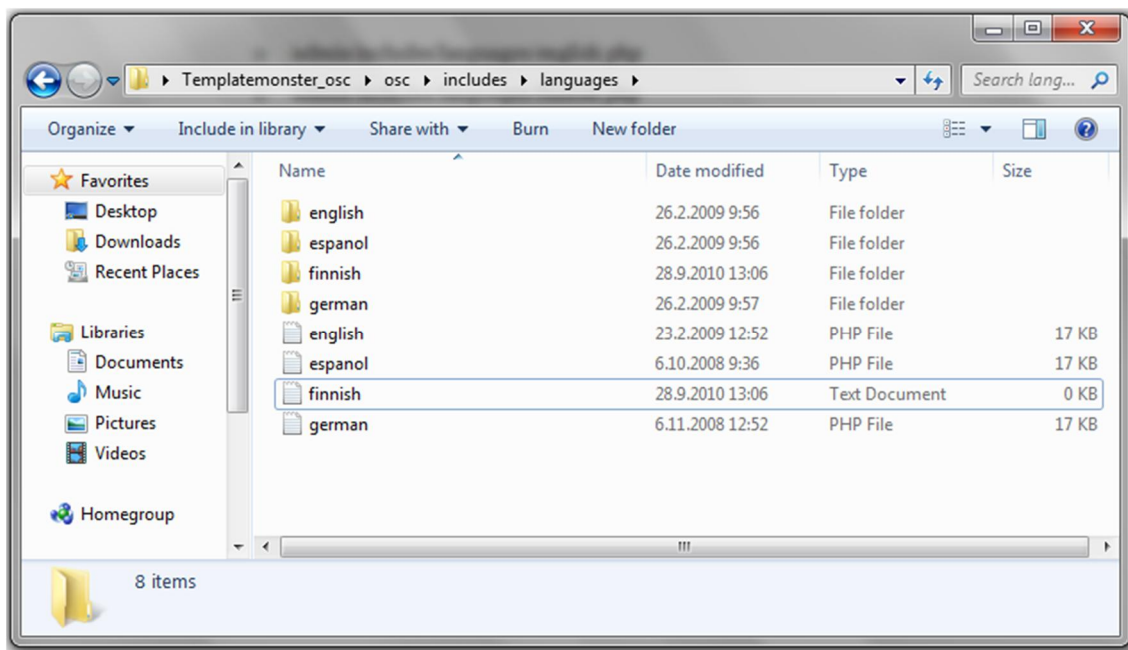 Templatemonster_osc ▸ osc ▸ includes ▸ languages ▸ Search lang...
Organize Include in library Share with Burn New folder
Name Date modified Type Size
Favorites
Desktop
Downloads
Recent Places
Libraries
Documents
Music
Pictures
Videos
Homegroup
english 26.2.2009 9:56 File folder
espanol 26.2.2009 9:56 File folder
finnish 28.9.2010 13:06 File folder
german 26.2.2009 9:57 File folder
english 23.2.2009 12:52 PHP File 17 KB
espanol 6.10.2008 9:36 PHP File 17 KB
finnish 28.9.2010 13:06 Text Document 0 KB
german 6.11.2008 12:52 PHP File 17 KB
8 items